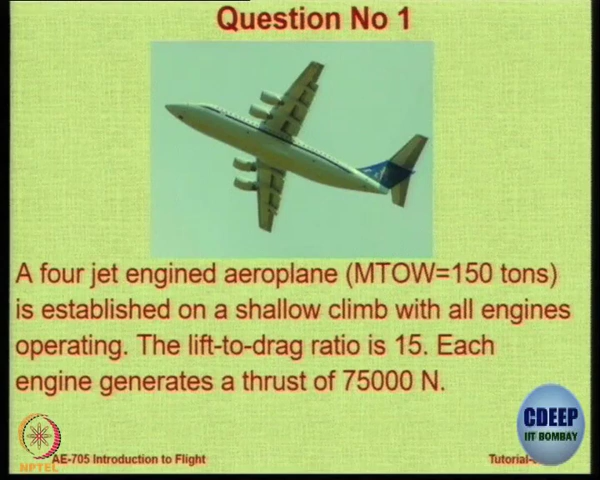 Question No 1
A four jet engined aeroplane (MTOW=150 tons)
is established on a shallow climb with all engines
operating. The lift-to-drag ratio is 15. Each
engine generates a thrust of 75000 N.
CDEEP
IIT BOMBAY
NPTEL
AE-705 Introduction to Flight
Tutorial-